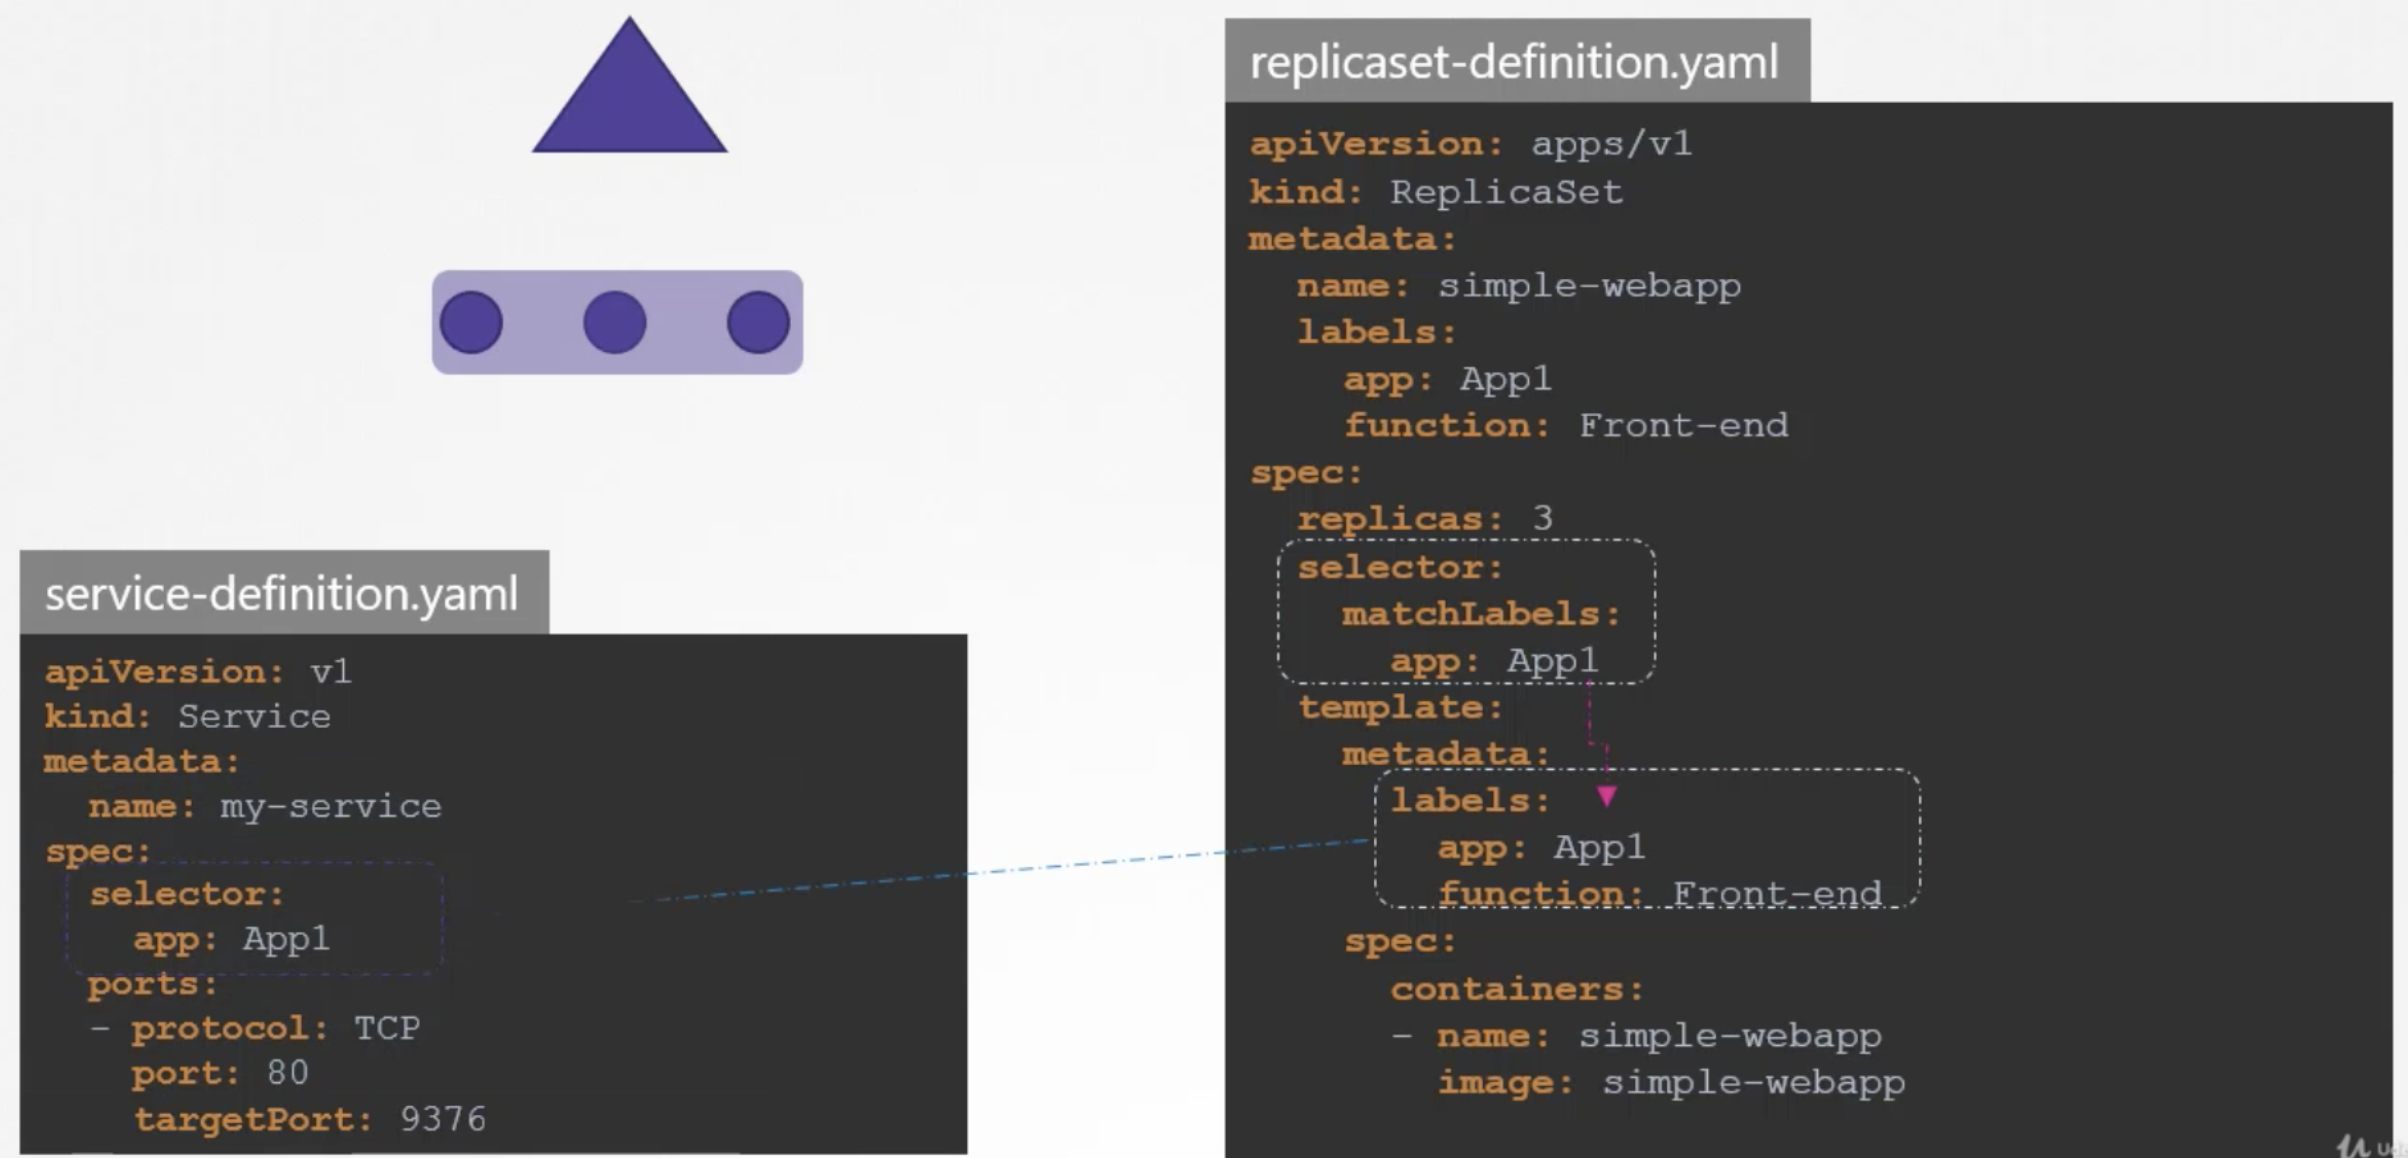 replicaset-definition.yaml
apiVersion: apps/v1
kind: ReplicaSet
metadata:
  name: simple-webapp
  labels:
    app: App1
    function: Front-end
spec:
  replicas: 3
  selector:
    matchLabels:
      app: App1
  template:
    metadata:
      labels:
        app: App1
        function: Front-end
    spec:
      containers:
      - name: simple-webapp
        image: simple-webapp
service-definition.yaml
apiVersion: v1
kind: Service
metadata:
  name: my-service
spec:
  selector:
    app: App1
  ports:
  - protocol: TCP
    port: 80
    targetPort: 9376